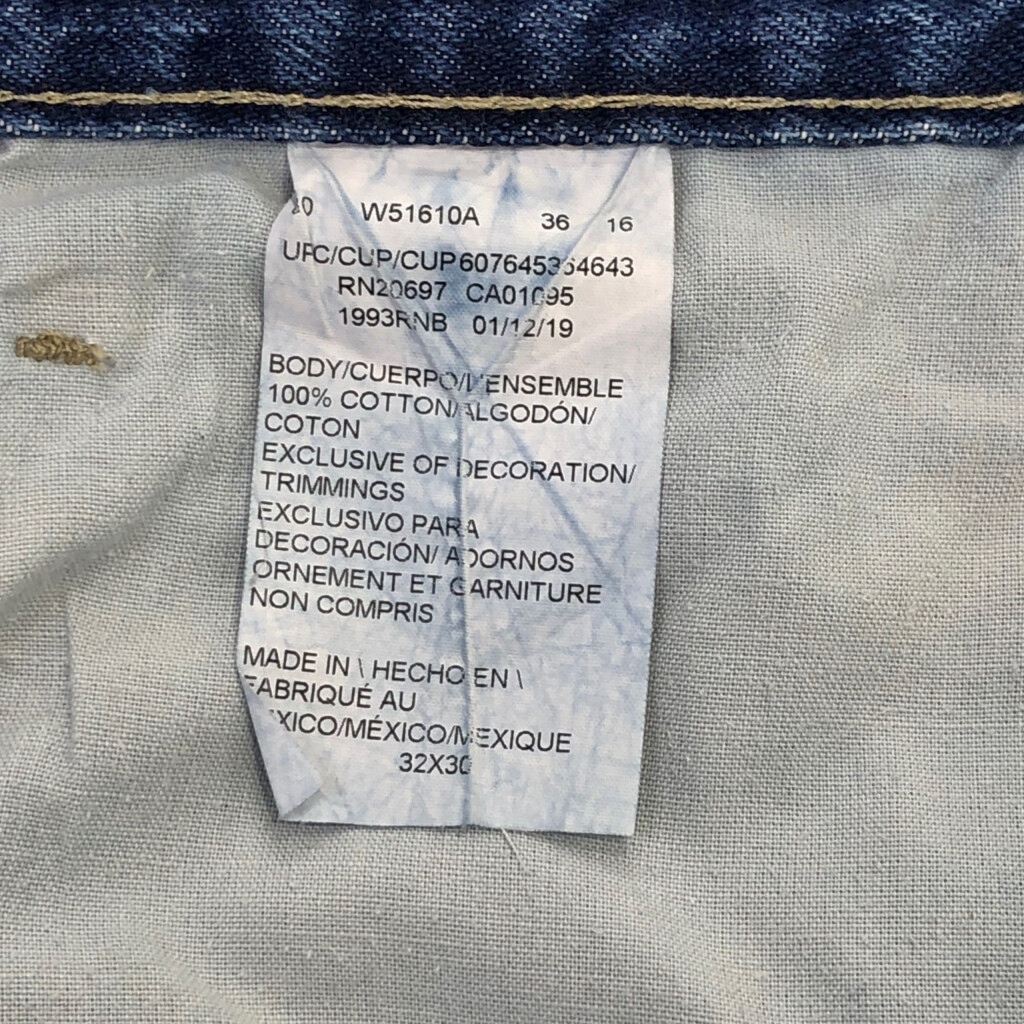 W51610A 36 16
UPC/CUP/CUP
RN20697 CA01095
1993RNB 01/12/19
BODY/CUERPO/L'ENSEMBLE
100% COTTON/ALGODÓN/
COTON
EXCLUSIVE OF DECORATION/
TRIMMINGS
EXCLUSIVO PARA
DECORACIÓN/ ADORNOS
ORNEMENT ET GARNITURE
NON COMPRIS
MADE IN \ HECHO EN \
FABRIQUÉ AU
XICO/MÉXICO/MEXIQUE
32X30